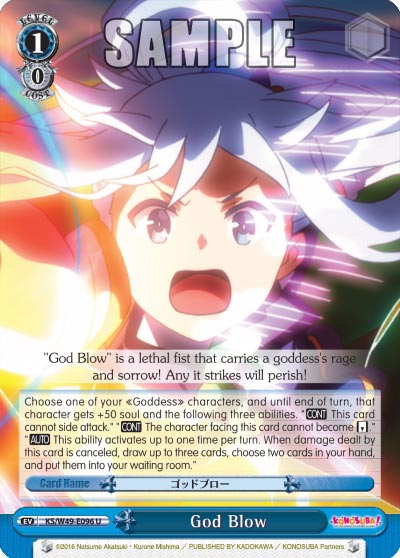 LEVEL
1
0
COST
SAMPLE
"God Blow" is a lethal fist that carries a goddess's rage
and sorrow! Any it strikes will perish!
Choose one of your «Goddess» characters, and until end of turn, that
character gets +50 soul and the following three abilities. "CONT This card
cannot side attack." "CONT The character facing this card cannot become ."
"AUTO This ability activates up to one time per turn. When damage dealt by
this card is canceled, draw up to three cards, choose two cards in your hand,
and put them into your waiting room."
Card Name ゴッドブロー
EV KS/W49-E096 U God Blow KONOSUBA!
©2016 Natsume Akatsuki・Kurone Mishima / PUBLISHED BY KADOKAWA / KONOSUBA Partners